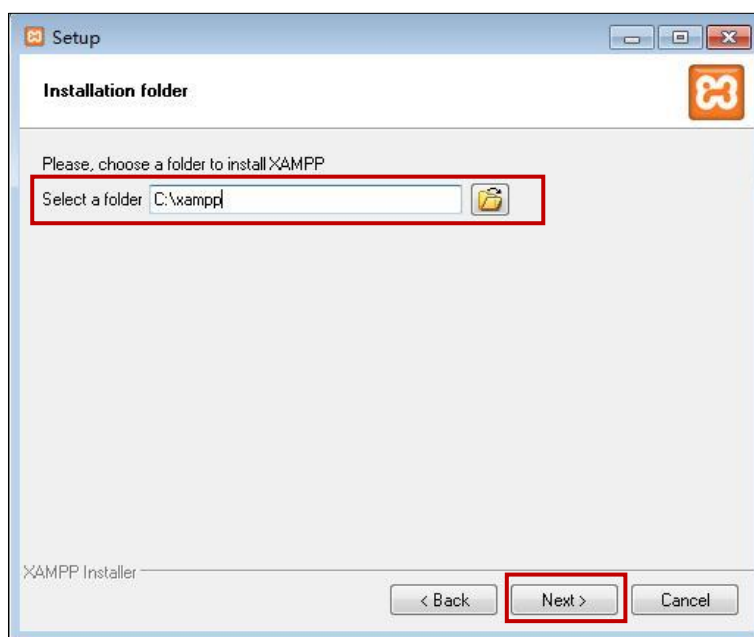 Setup
Installation folder
Please, choose a folder to install XAMPP
Select a folder C:\xampp
XAMPP Installer
< Back Next > Cancel